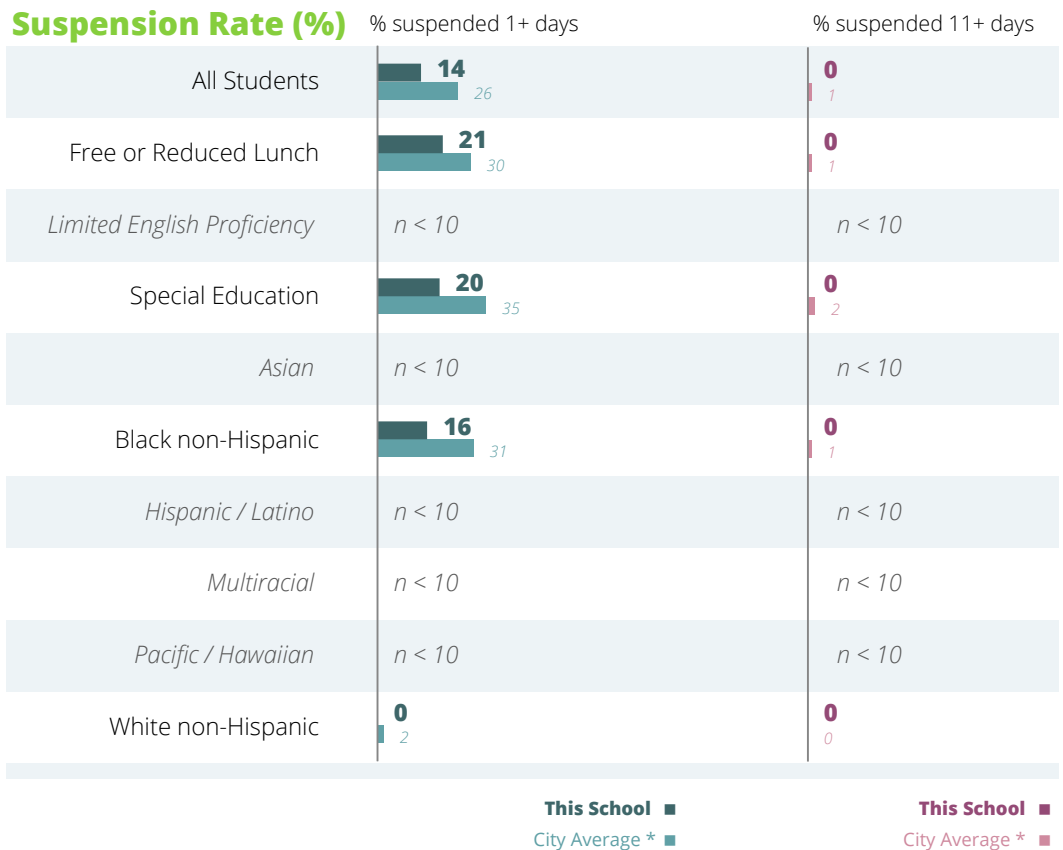 Suspension Rate (%) % suspended 1+ days % suspended 11+ days
All Students 14 26 0 1
Free or Reduced Lunch 21 30 0 1
Limited English Proficiency n < 10 n < 10
Special Education 20 35 0 2
Asian n < 10 n < 10
Black non-Hispanic 16 31 0 1
Hispanic / Latino n < 10 n < 10
Multiracial n < 10 n < 10
Pacific / Hawaiian n < 10 n < 10
White non-Hispanic 0 2 0 0
This School This School
City Average * City Average *